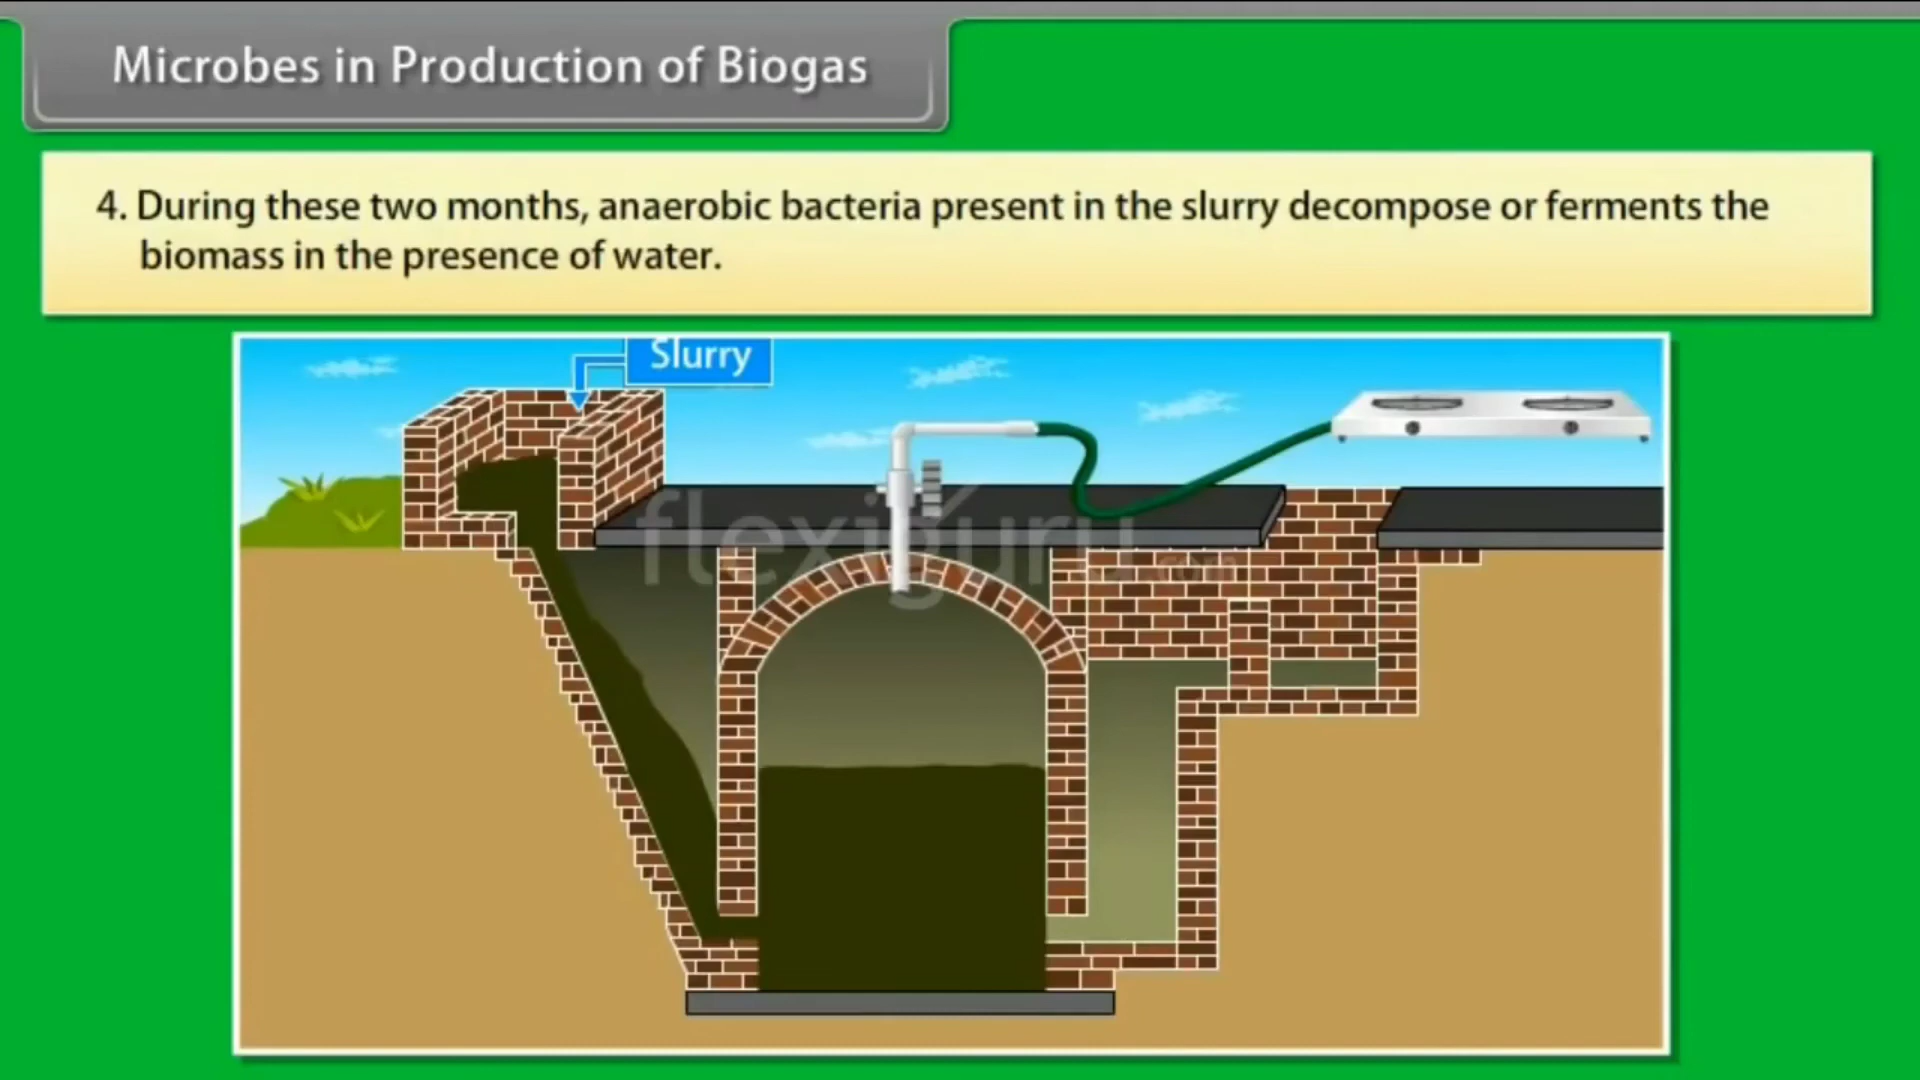 Microbes in Production of Biogas
4. During these two months, anaerobic bacteria present in the slurry decompose or ferments the
biomass in the presence of water.
Slurry
flexiguru.com